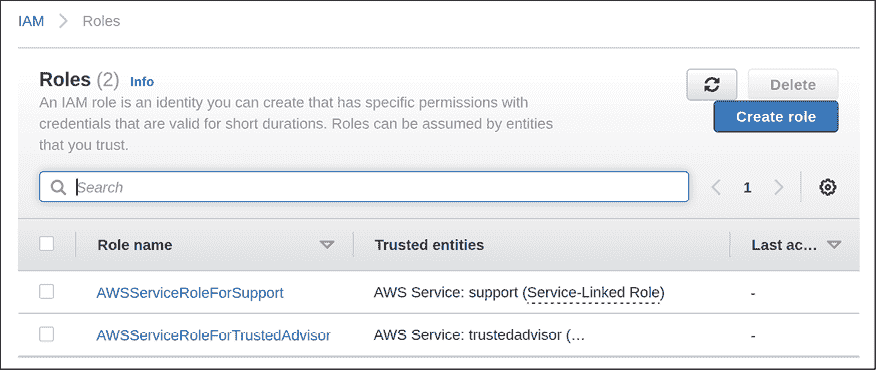 IAM > Roles
Roles (2) Info
An IAM role is an identity you can create that has specific permissions with
credentials that are valid for short durations. Roles can be assumed by entities
that you trust.
Delete
Create role
Search
1
Role name Trusted entities Last ac...
AWSServiceRoleForSupport AWS Service: support (Service-Linked Role) -
AWSServiceRoleForTrustedAdvisor AWS Service: trustedadvisor (... -